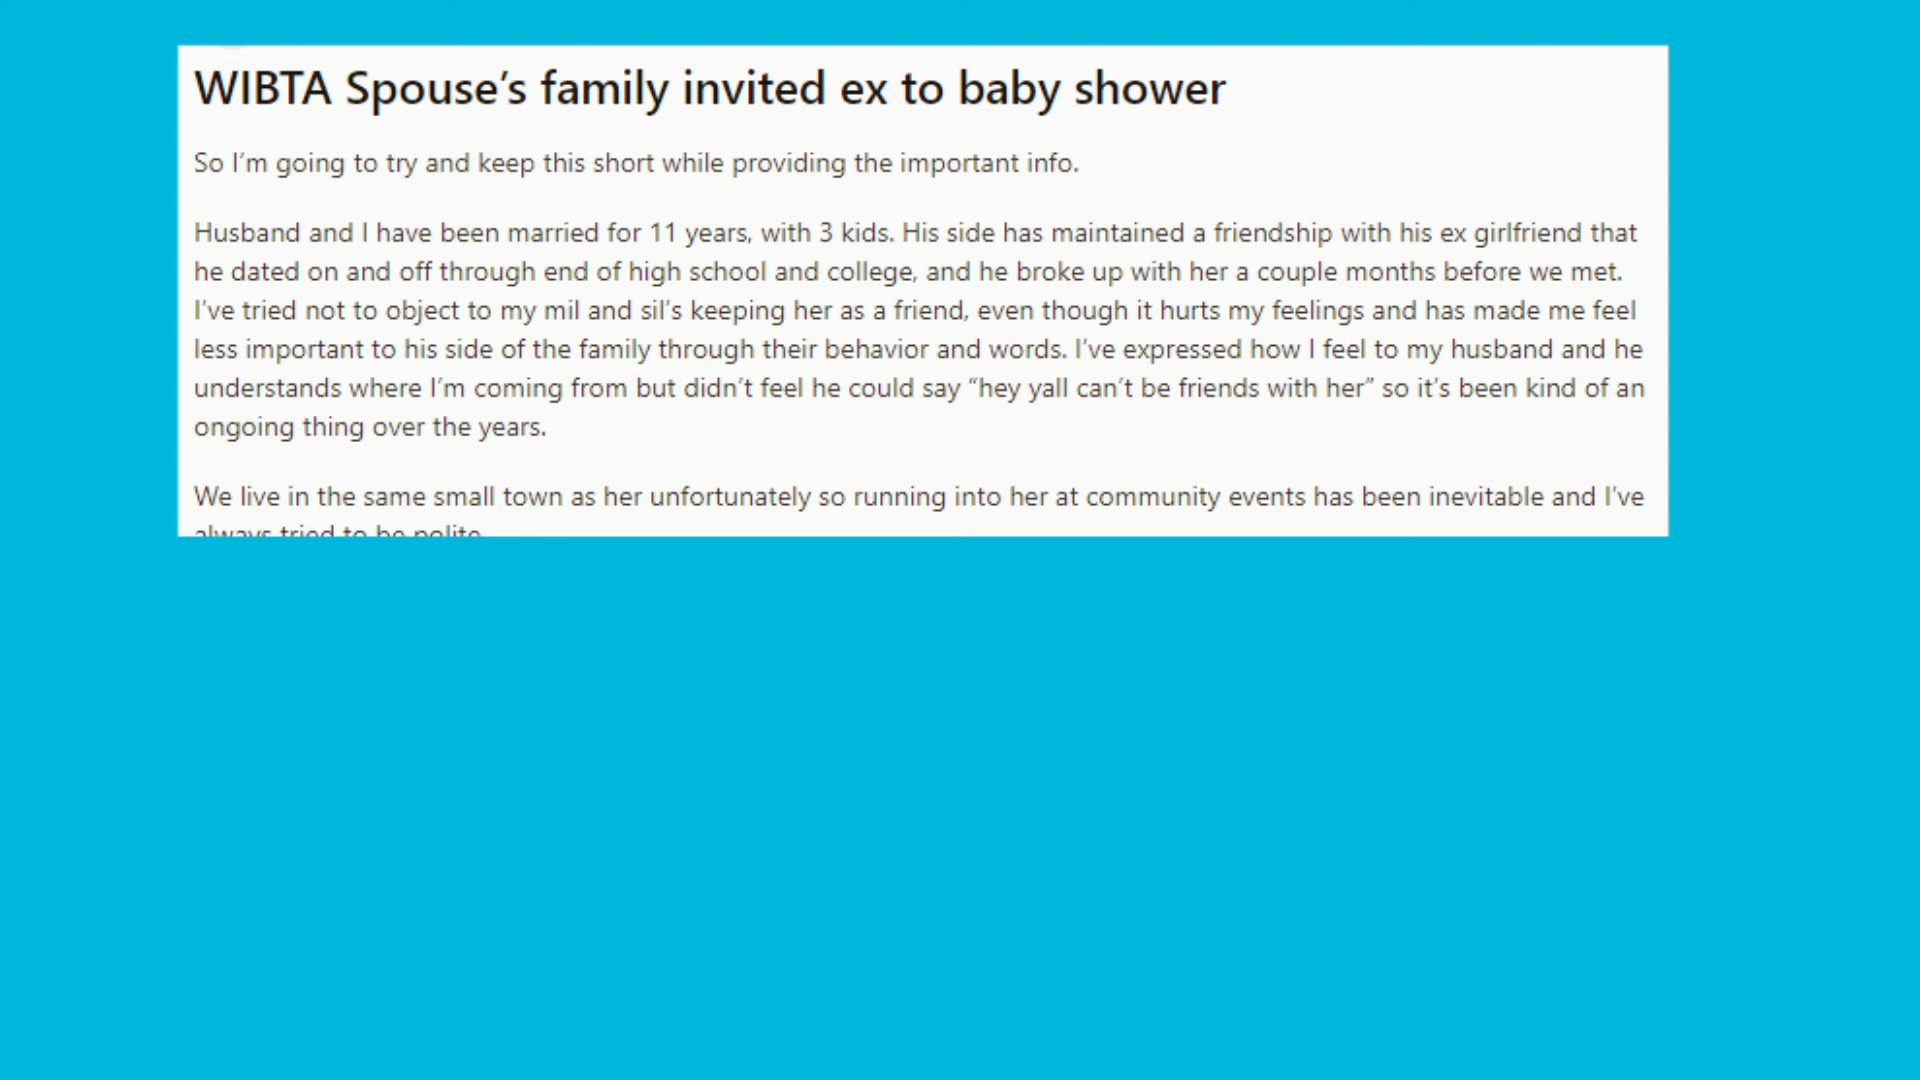 WIBTA Spouse’s family invited ex to baby shower
So I’m going to try and keep this short while providing the important info.
Husband and I have been married for 11 years, with 3 kids. His side has maintained a friendship with his ex girlfriend that
he dated on and off through end of high school and college, and he broke up with her a couple months before we met.
I’ve tried not to object to my mil and sil’s keeping her as a friend, even though it hurts my feelings and has made me feel
less important to his side of the family through their behavior and words. I’ve expressed how I feel to my husband and he
understands where I’m coming from but didn’t feel he could say “hey yall can’t be friends with her” so it’s been kind of an
ongoing thing over the years.
We live in the same small town as her unfortunately so running into her at community events has been inevitable and I’ve
always tried to be polite